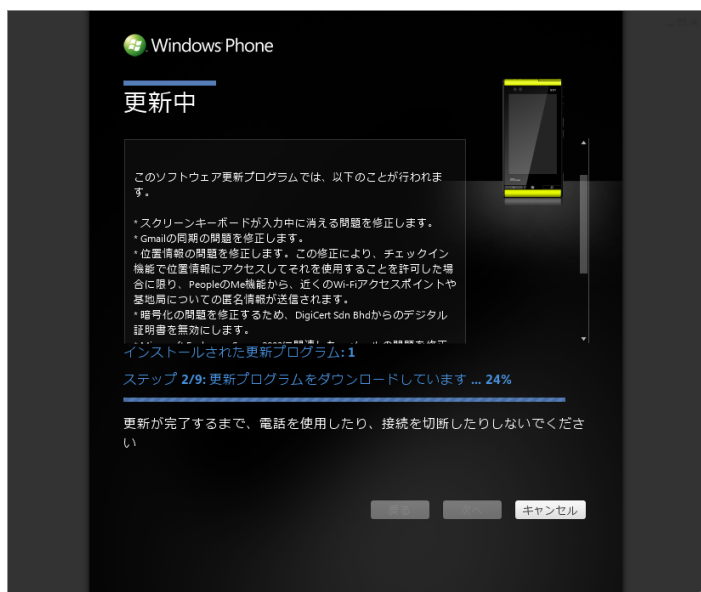 Windows Phone
更新中
このソフトウェア更新プログラムでは、以下のことが行われま
す。
* スクリーンキーボードが入力中に消える問題を修正します。
* Gmailの同期の問題を修正します。
* 位置情報の問題を修正します。この修正により、チェックイン
機能で位置情報にアクセスしてそれを使用することを許可した場
合に限り、PeopleのMe機能から、近くのWi-Fiアクセスポイントや
基地局についての匿名情報が送信されます。
* 暗号化の問題を修正するため、DigiCert Sdn Bhdからのデジタル
証明書を無効にします。
インストールされた更新プログラム: 1
ステップ 2/9: 更新プログラムをダウンロードしています ... 24%
更新が完了するまで、電話を使用したり、接続を切断したりしないでくださ
い
戻る 次へ キャンセル